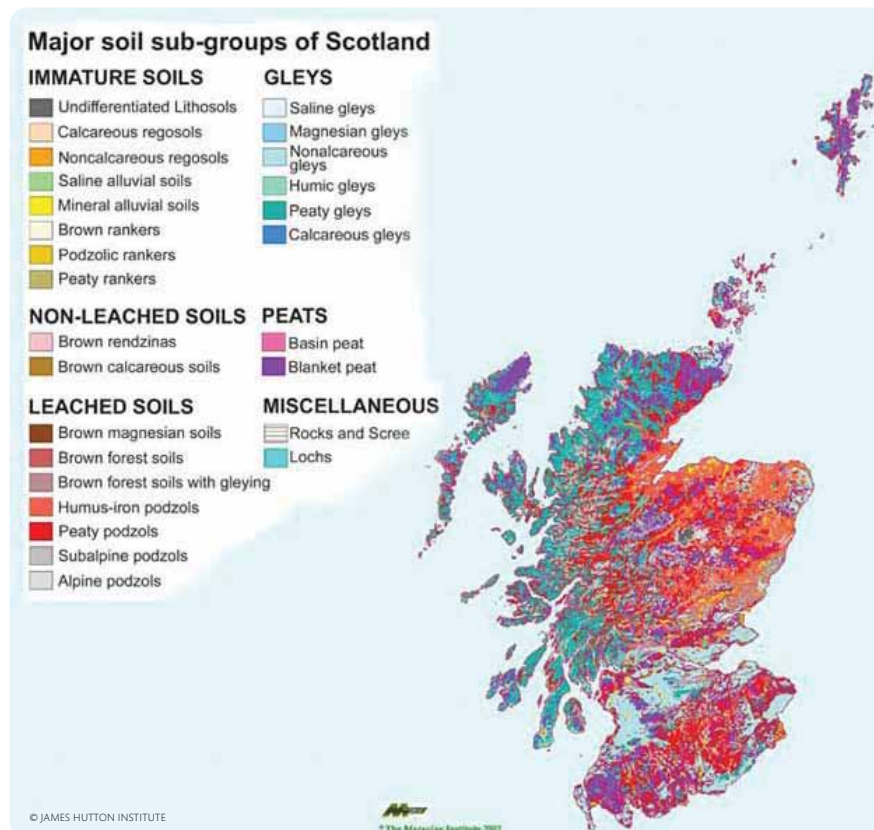 Major soil sub-groups of Scotland
IMMATURE SOILS
Undifferentiated Lithosols
Calcareous regosols
Noncalcareous regosols
Saline alluvial soils
Mineral alluvial soils
Brown rankers
Podzolic rankers
Peaty rankers
NON-LEACHED SOILS
Brown rendzinas
Brown calcareous soils
LEACHED SOILS
Brown magnesian soils
Brown forest soils
Brown forest soils with gleying
Humus-iron podzols
Peaty podzols
Subalpine podzols
Alpine podzols
GLEYS
Saline gleys
Magnesian gleys
Nonalcareous
gleys
Humic gleys
Peaty gleys
Calcareous gleys
PEATS
Basin peat
Blanket peat
MISCELLANEOUS
Rocks and Scree
Lochs
© JAMES HUTTON INSTITUTE
© The Macaulay Institute 2002